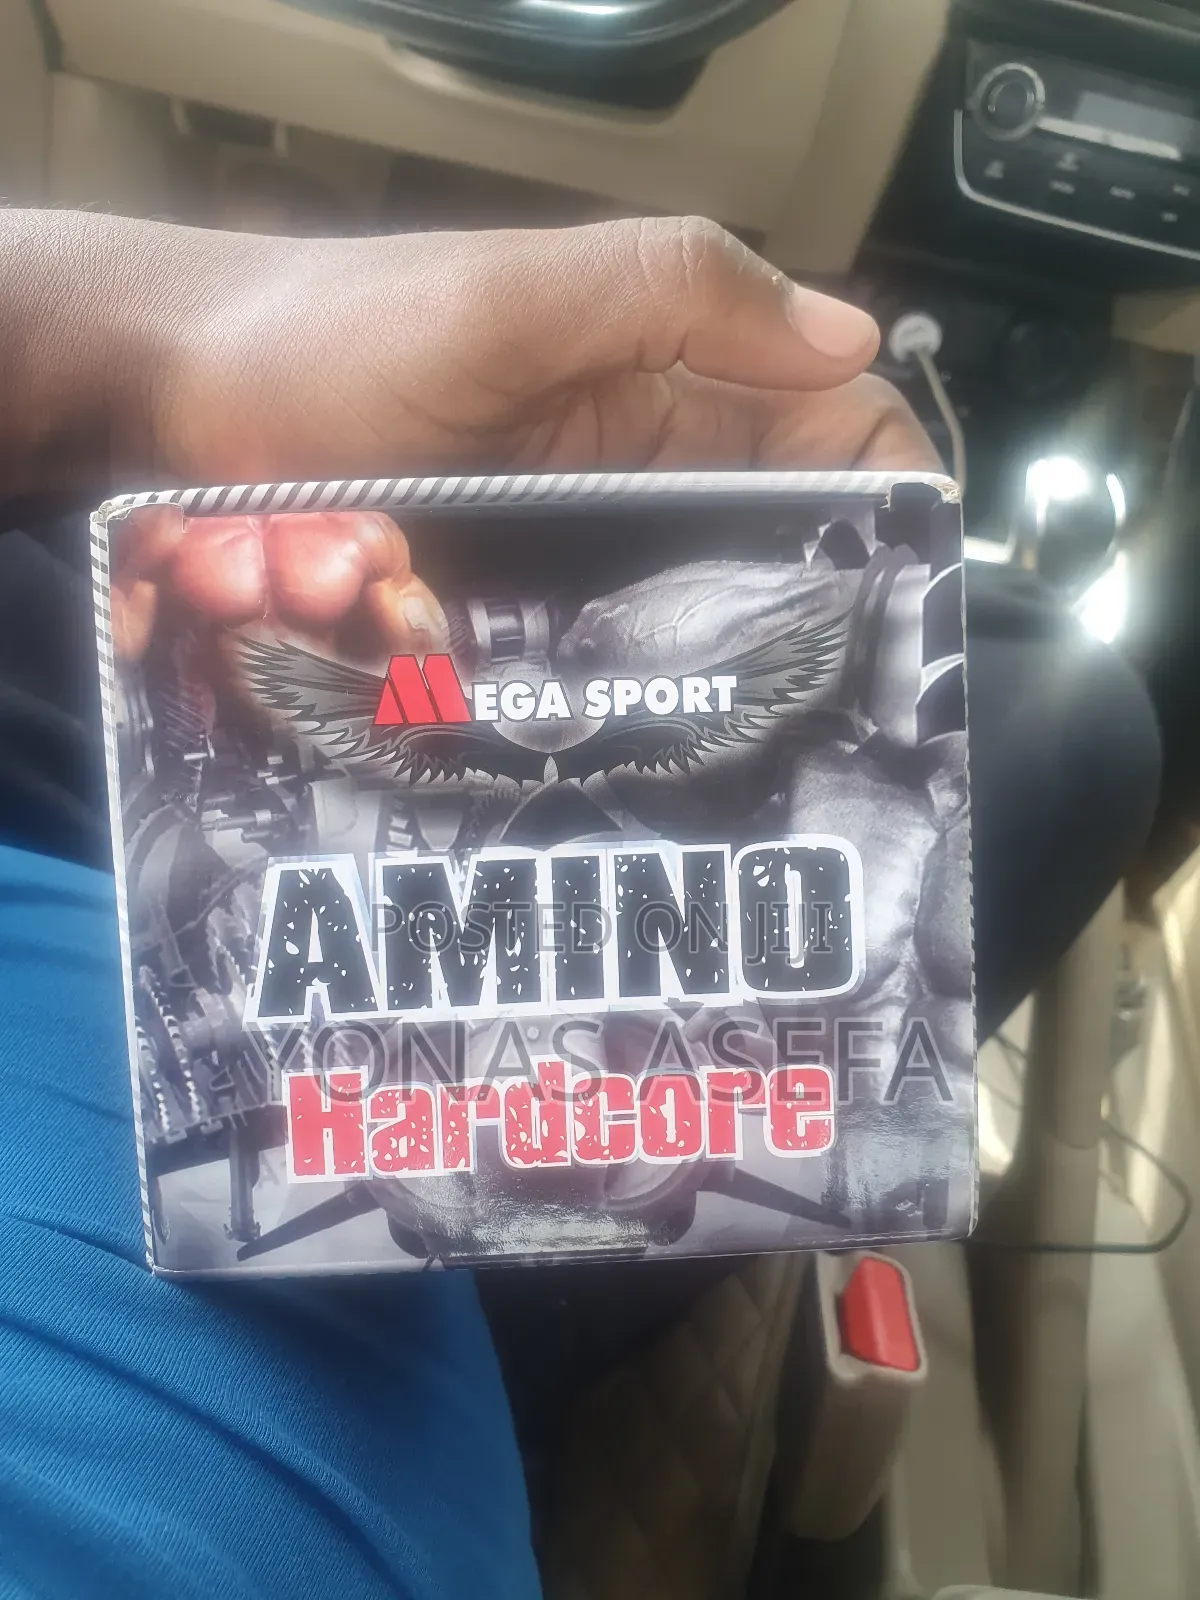 MEGA SPORT
AMINO
POSTED ON JIJI
YONAS ASEFA
Hardcore